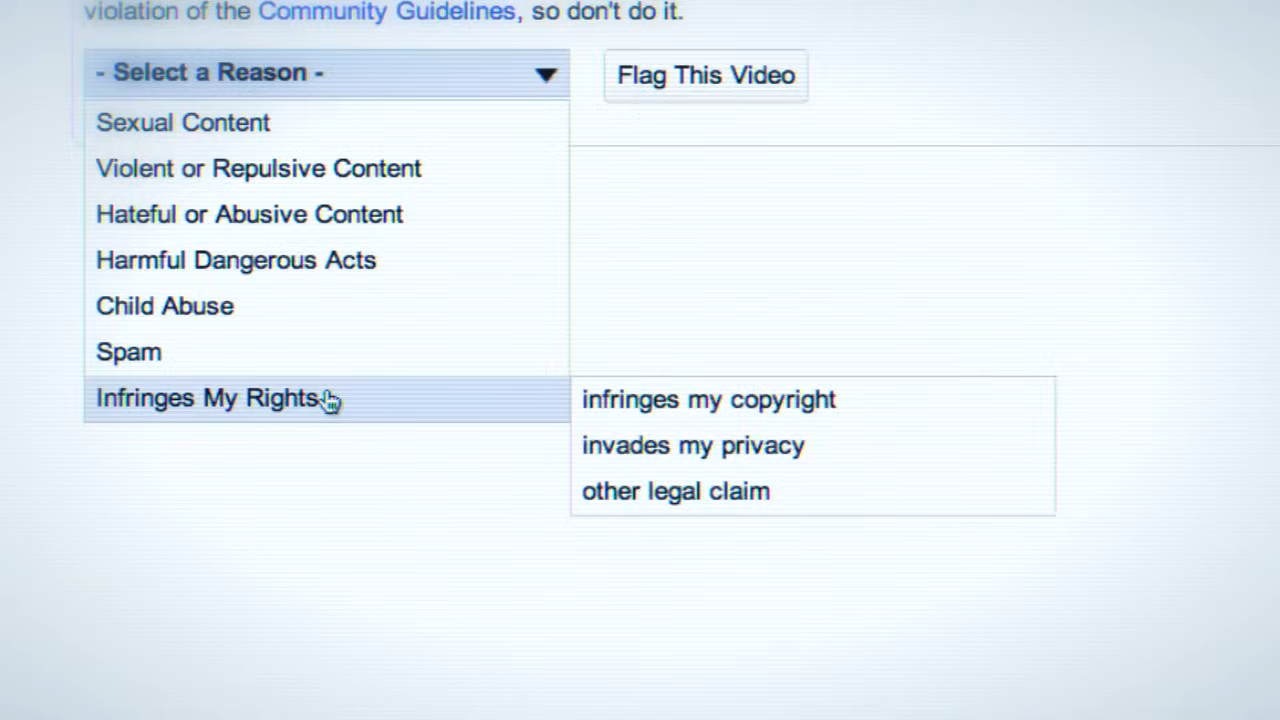 violation of the Community Guidelines, so don't do it.
- Select a Reason -
Flag This Video
Sexual Content
Violent or Repulsive Content
Hateful or Abusive Content
Harmful Dangerous Acts
Child Abuse
Spam
Infringes My Rights
infringes my copyright
invades my privacy
other legal claim